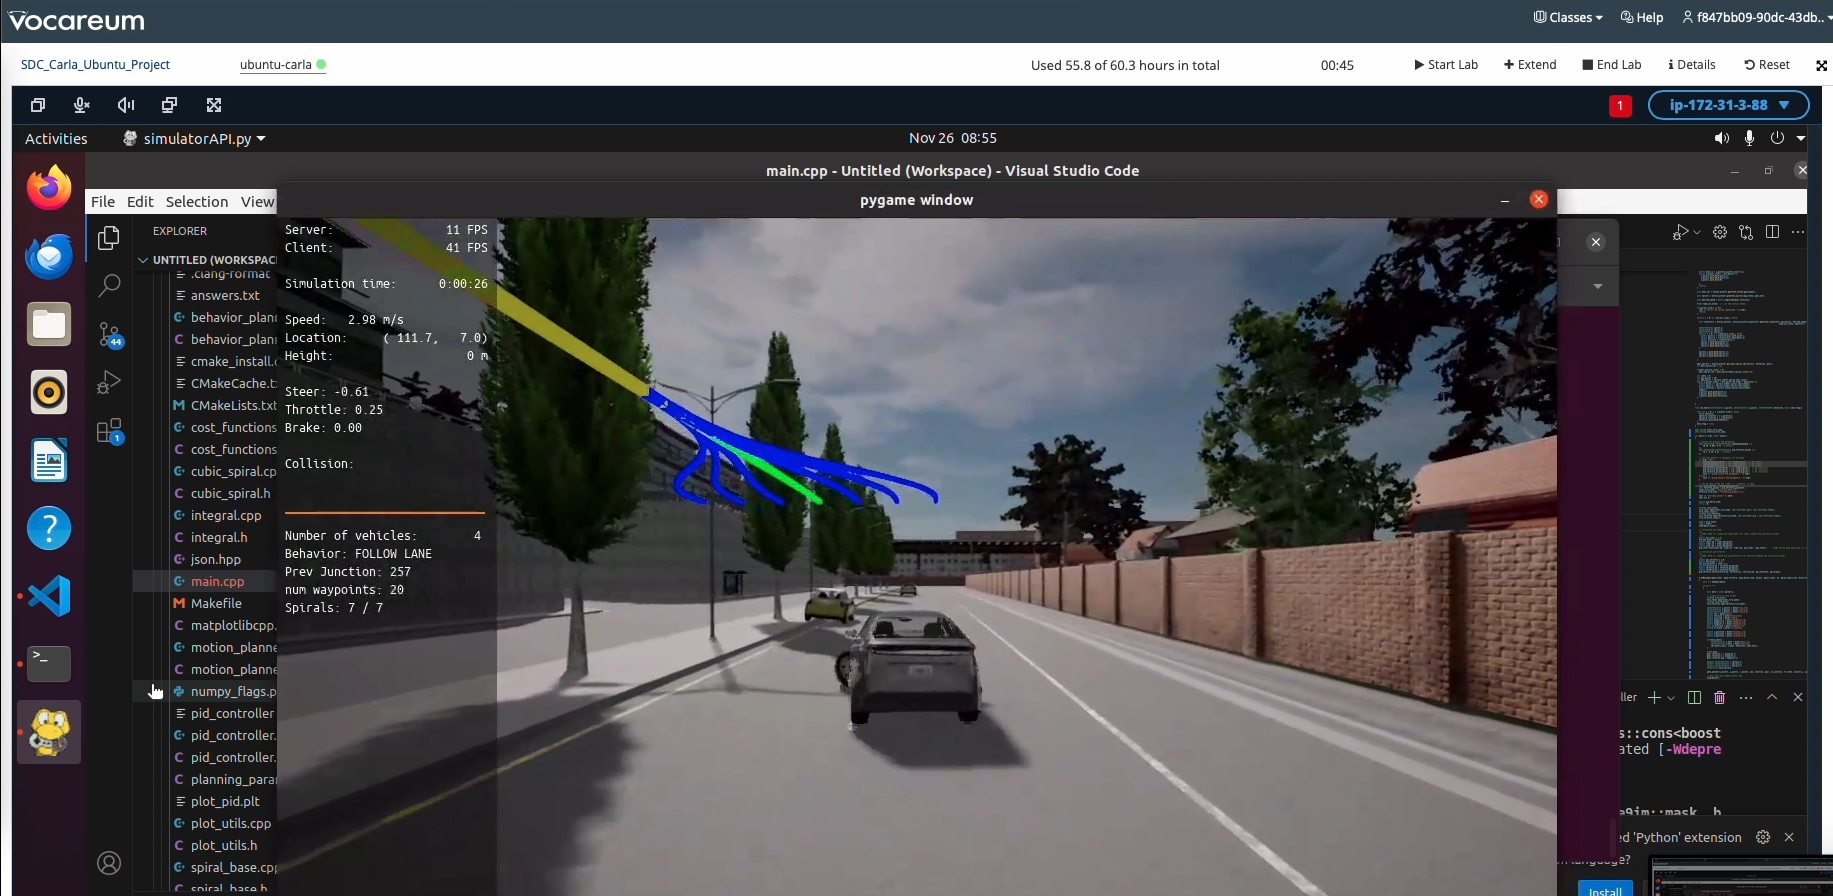 vocareum
Classes
Help
f847bb09-90dc-43db..
SDC_Carla_Ubuntu_Project
ubuntu-carla
Used 55.8 of 60.3 hours in total
00:45
Start Lab
Extend
End Lab
Details
Reset
1
ip-172-31-3-88
Activities
simulatorAPI.py
Nov 26 08:55
main.cpp - Untitled (Workspace) - Visual Studio Code
File Edit Selection View
pygame window
EXPLORER
UNTITLED (WORKSPAC
.clang-format
answers.txt
behavior_plan
behavior_plan
cmake_install.c
CMakeCache.t
CMakeLists.txt
cost_functions
cost_functions
cubic_spiral.cp
cubic_spiral.h
integral.cpp
integral.h
json.hpp
main.cpp
Makefile
matplotlibcpp.
motion_planne
motion_planne
numpy_flags.p
pid_controller
pid_controller.
pid_controller.
planning_para
plot_pid.plt
plot_utils.cpp
plot_utils.h
spiral_base.cp
spiral_base.h
44
1
Server: 11 FPS
Client: 41 FPS
Simulation time: 0:00:26
Speed: 2.98 m/s
Location: ( 111.7, 7.0)
Height: 0 m
Steer: -0.61
Throttle: 0.25
Brake: 0.00
Collision:
Number of vehicles: 4
Behavior: FOLLOW LANE
Prev Junction: 257
num waypoints: 20
Spirals: 7 / 7
ller
s::cons<boost
ated [-Wdepre
e9im::mask, b
ed 'Python' extension
language?
Install